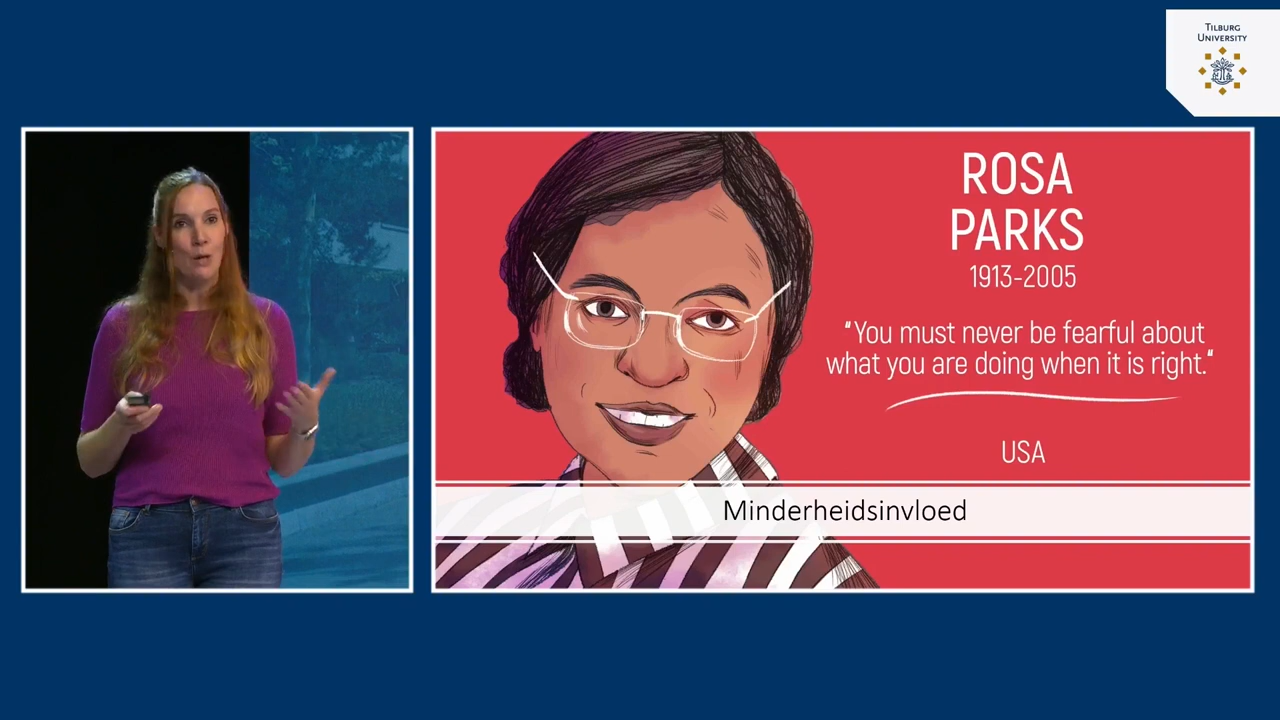 TILBURG
UNIVERSITY
ROSA
PARKS
1913-2005
"You must never be fearful about
what you are doing when it is right."
USA
Minderheidsinvloed